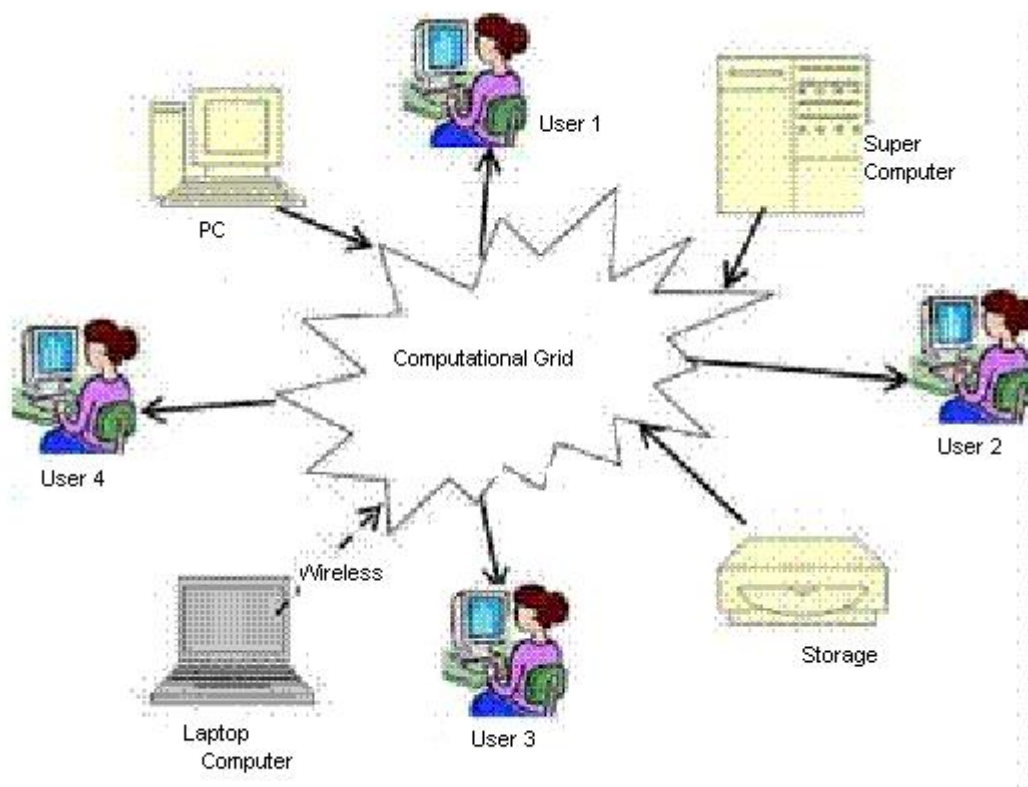 User 1
Super
Computer
PC
Computational Grid
User 2
User 4
Wireless
Storage
Laptop
Computer
User 3